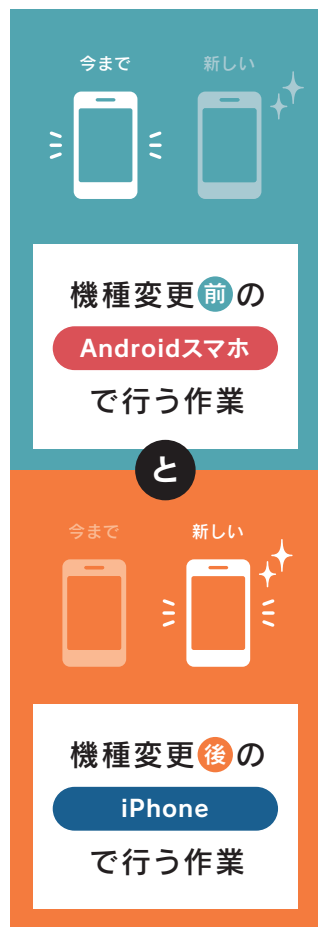 今まで 新しい
機種変更前の
Androidスマホ
で行う作業
と
今まで 新しい
機種変更後の
iPhone
で行う作業